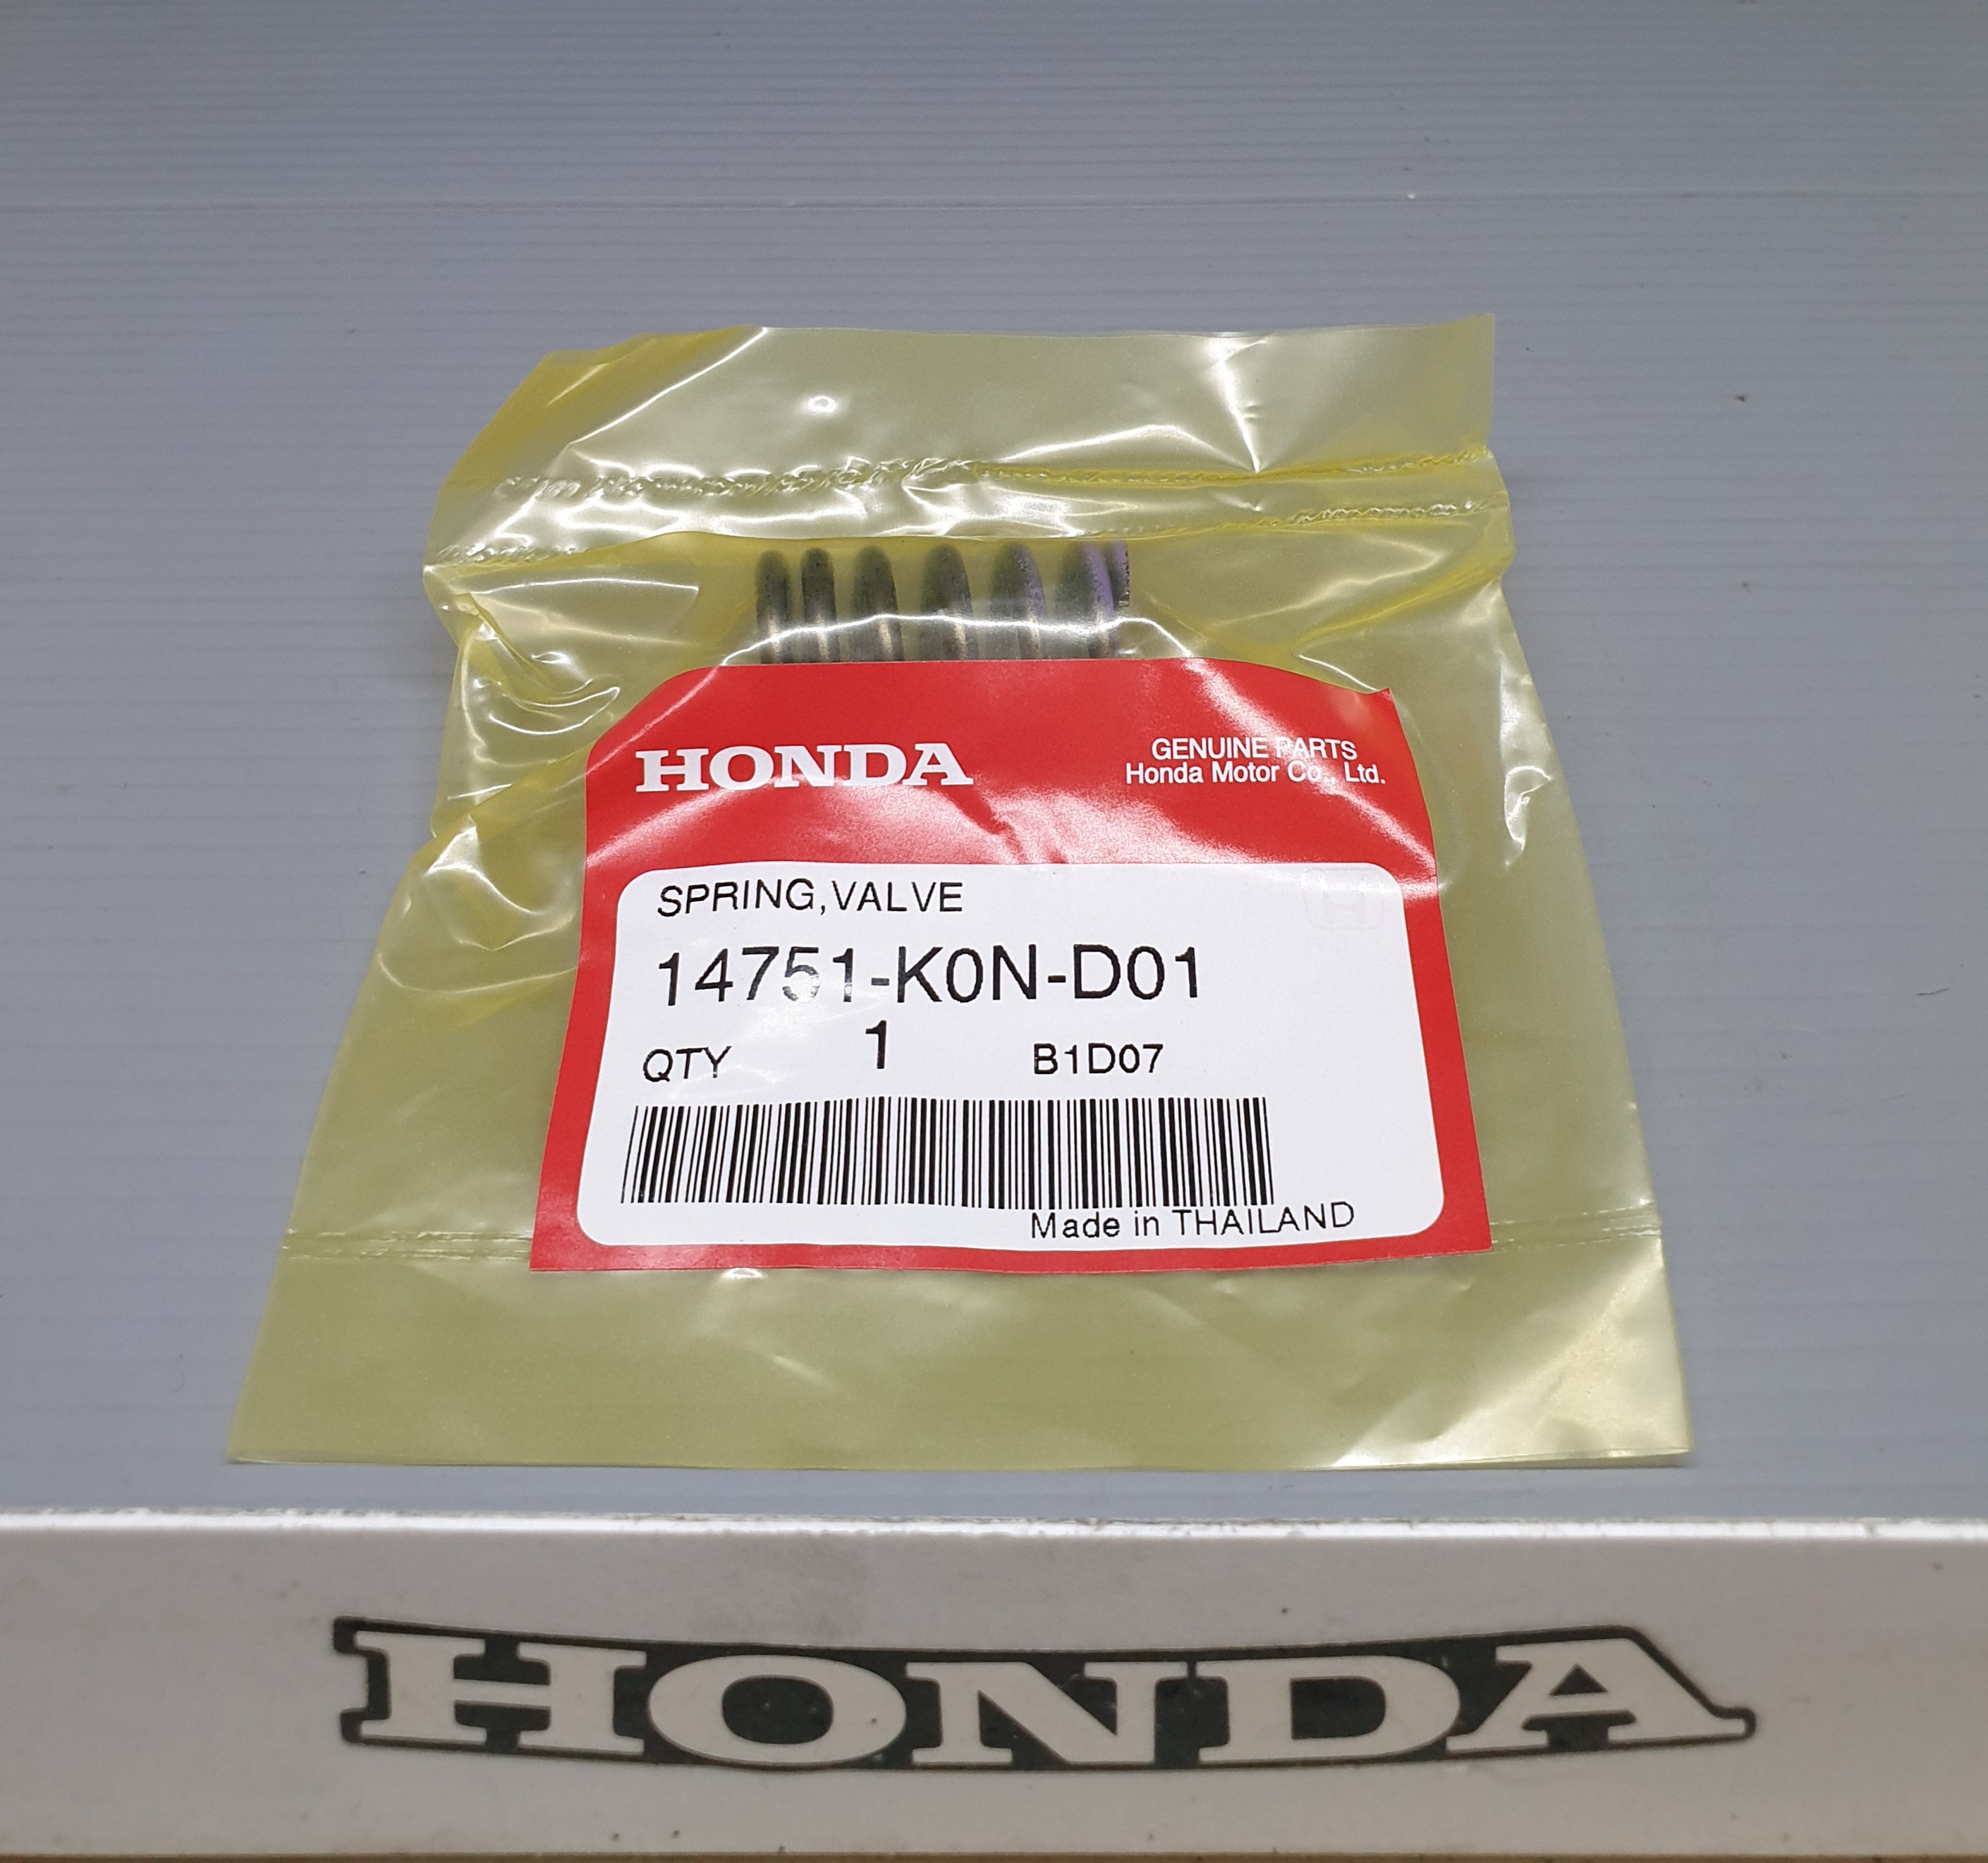 HONDA
GENUINE PARTS
Honda Motor Co., Ltd.
SPRING,VALVE
14751-K0N-D01
QTY 1 B1D07
Made in THAILAND
HONDA